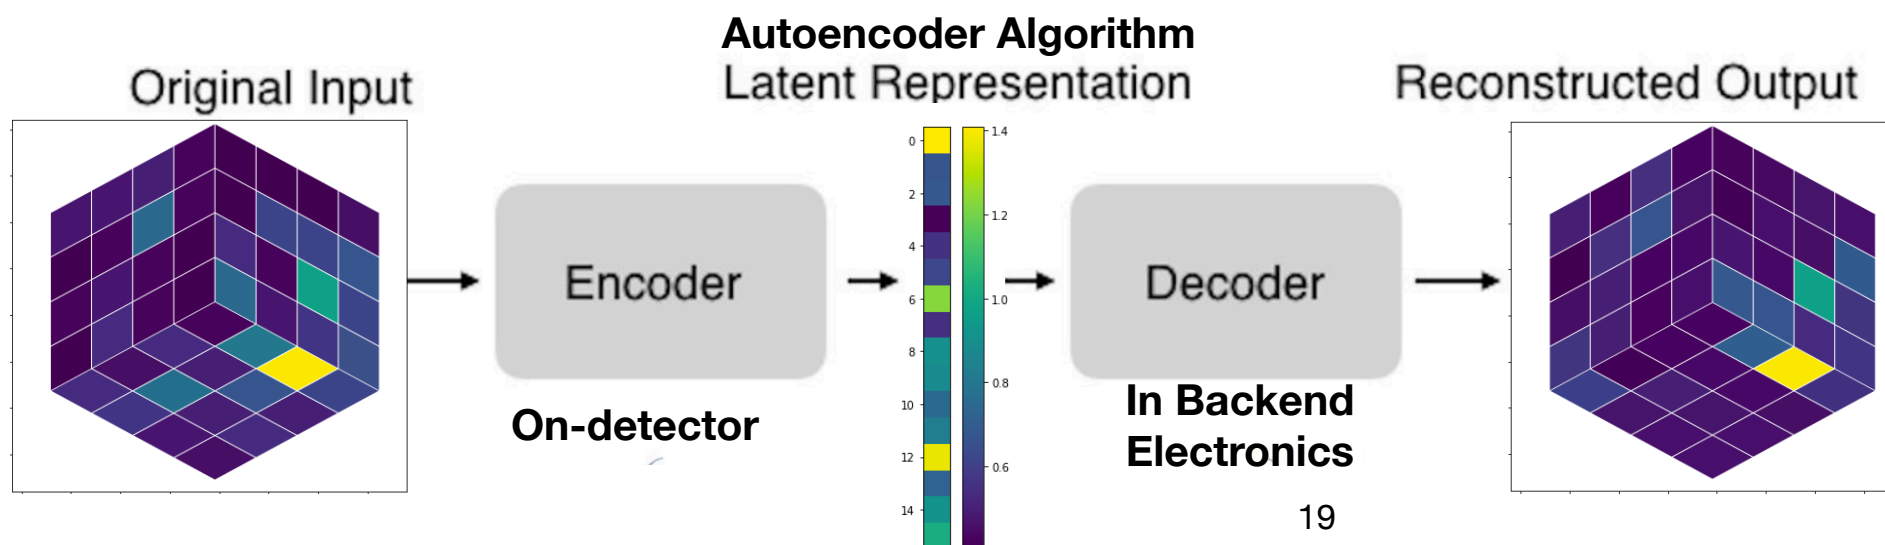 Autoencoder Algorithm
Original Input
Latent Representation
Reconstructed Output
0
2
4
6
8
10
12
14
1.4
1.2
1.0
0.8
0.6
Encoder
Decoder
On-detector
In Backend
Electronics
19